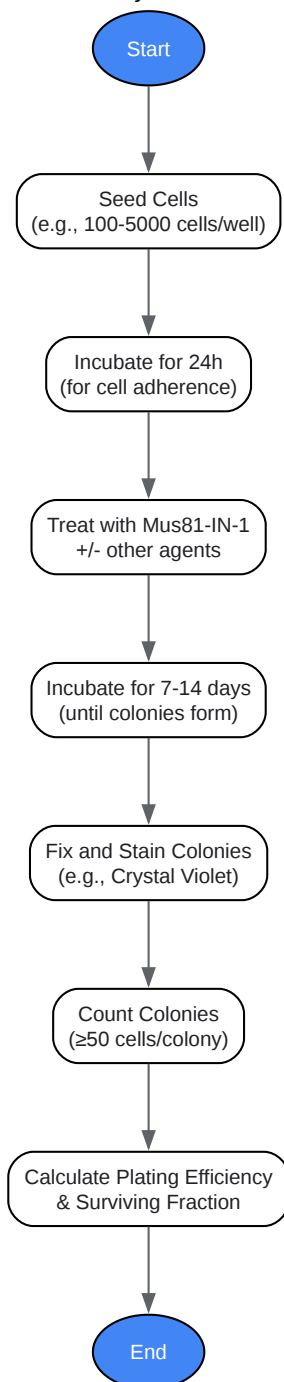 Start
Seed Cells
(e.g., 100-5000 cells/well)
Incubate for 24h
(for cell adherence)
Treat with Mus81-IN-1
+/- other agents
Incubate for 7-14 days
(until colonies form)
Fix and Stain Colonies
(e.g., Crystal Violet)
Count Colonies
(≥50 cells/colony)
Calculate Plating Efficiency
& Surviving Fraction
End